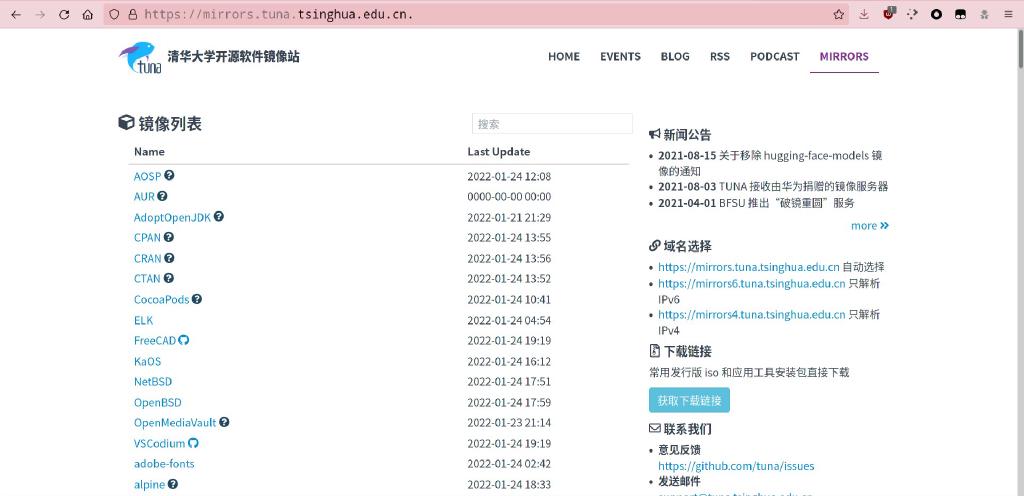 https://mirrors.tuna.tsinghua.edu.cn.
tuna
清华大学开源软件镜像站
HOME EVENTS BLOG RSS PODCAST MIRRORS
镜像列表
搜索
Name Last Update
AOSP 2022-01-24 12:08
AUR 0000-00-00 00:00
AdoptOpenJDK 2022-01-21 21:29
CPAN 2022-01-24 13:55
CRAN 2022-01-24 13:56
CTAN 2022-01-24 13:52
CocoaPods 2022-01-24 10:41
ELK 2022-01-24 04:54
FreeCAD 2022-01-24 19:19
KaOS 2022-01-24 16:12
NetBSD 2022-01-24 17:51
OpenBSD 2022-01-24 17:59
OpenMediaVault 2022-01-23 21:14
VSCodium 2022-01-24 19:19
adobe-fonts 2022-01-24 02:42
alpine 2022-01-24 18:33
新闻公告
2021-08-15 关于移除 hugging-face-models 镜
像的通知
2021-08-03 TUNA 接收由华为捐赠的镜像服务器
2021-04-01 BFSU 推出“破镜重圆”服务
more
域名选择
https://mirrors.tuna.tsinghua.edu.cn 自动选择
https://mirrors6.tuna.tsinghua.edu.cn 只解析
IPv6
https://mirrors4.tuna.tsinghua.edu.cn 只解析
IPv4
下载链接
常用发行版 iso 和应用工具安装包直接下载
获取下载链接
联系我们
意见反馈
https://github.com/tuna/issues
发送邮件